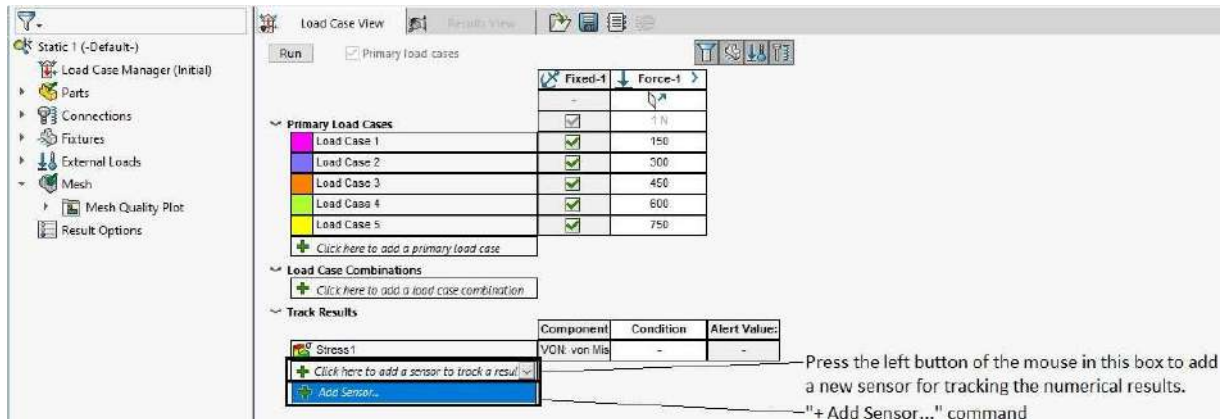 Static 1 (-Default-)
Load Case Manager (Initial)
Parts
Connections
Fixtures
External Loads
Mesh
Mesh Quality Plot
Result Options
Load Case View
Results View
Run
Primary load cases
Fixed-1
Force-1
-
1 N
Primary Load Cases
Load Case 1
150
Load Case 2
300
Load Case 3
450
Load Case 4
600
Load Case 5
750
Click here to add a primary load case
Load Case Combinations
Click here to add a load case combination
Track Results
Component
Condition
Alert Value:
Stress1
VON: von Mis
-
-
Click here to add a sensor to track a resul
Add Sensor...
Press the left button of the mouse in this box to add
a new sensor for tracking the numerical results.
"+ Add Sensor..." command